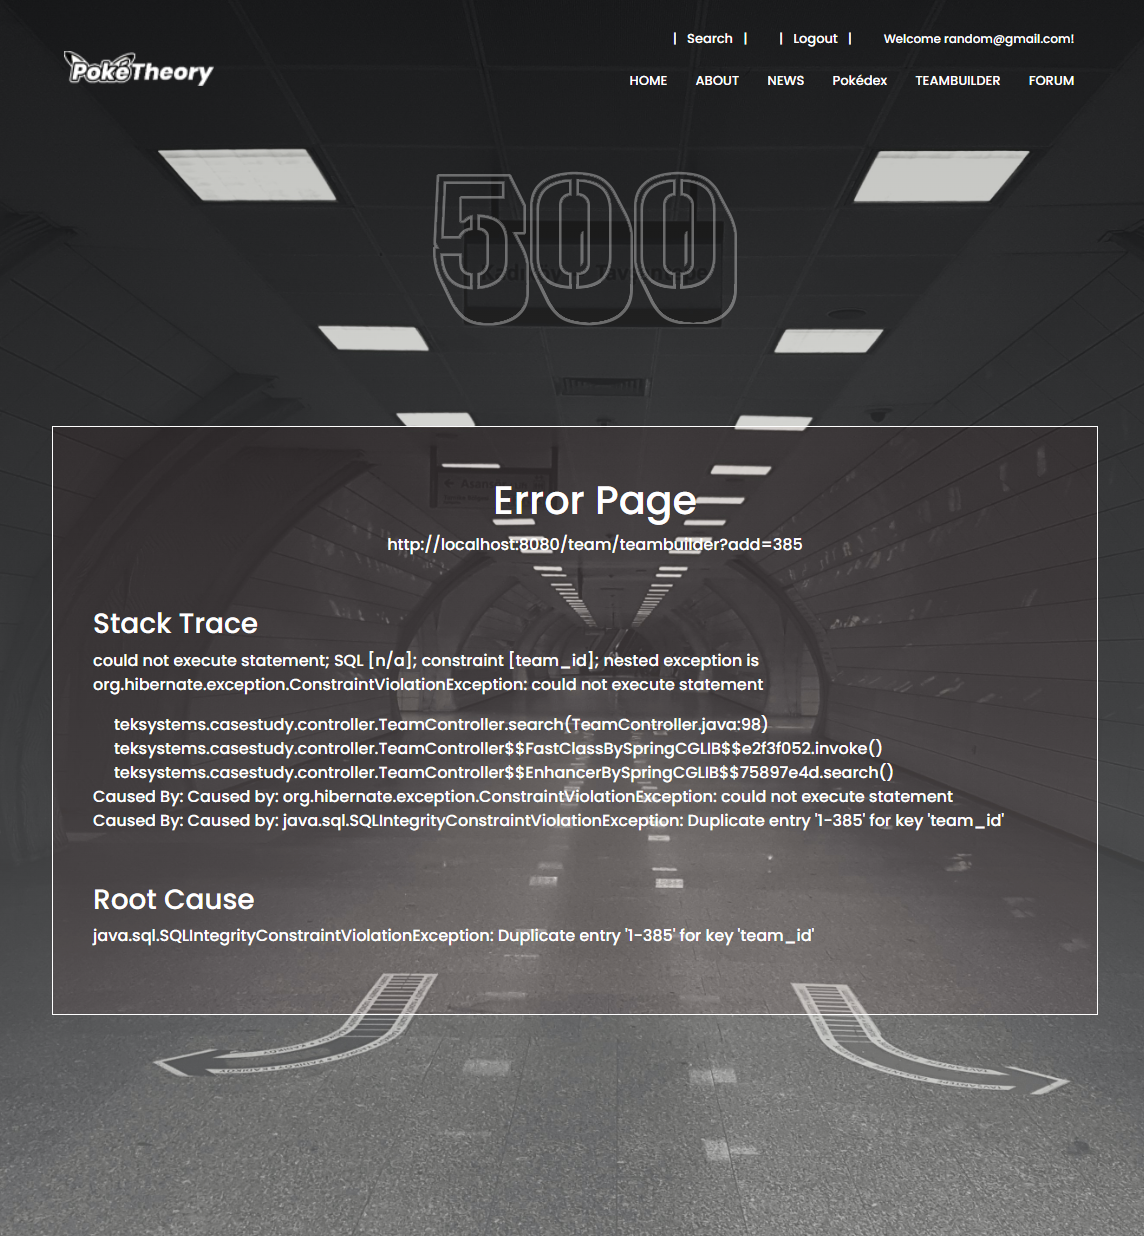 | Search | | Logout | Welcome random@gmail.com!
PokéTheory
HOME ABOUT NEWS Pokédex TEAMBUILDER FORUM
500
Error Page
http://localhost:8080/team/teambuilder?add=385
Stack Trace
could not execute statement; SQL [n/a]; constraint [team_id]; nested exception is
org.hibernate.exception.ConstraintViolationException: could not execute statement
teksystems.casestudy.controller.TeamController.search(TeamController.java:98)
teksystems.casestudy.controller.TeamController$$FastClassBySpringCGLIB$$e2f3f052.invoke()
teksystems.casestudy.controller.TeamController$$EnhancerBySpringCGLIB$$75897e4d.search()
Caused By: Caused by: org.hibernate.exception.ConstraintViolationException: could not execute statement
Caused By: Caused by: java.sql.SQLIntegrityConstraintViolationException: Duplicate entry '1-385' for key 'team_id'
Root Cause
java.sql.SQLIntegrityConstraintViolationException: Duplicate entry '1-385' for key 'team_id'